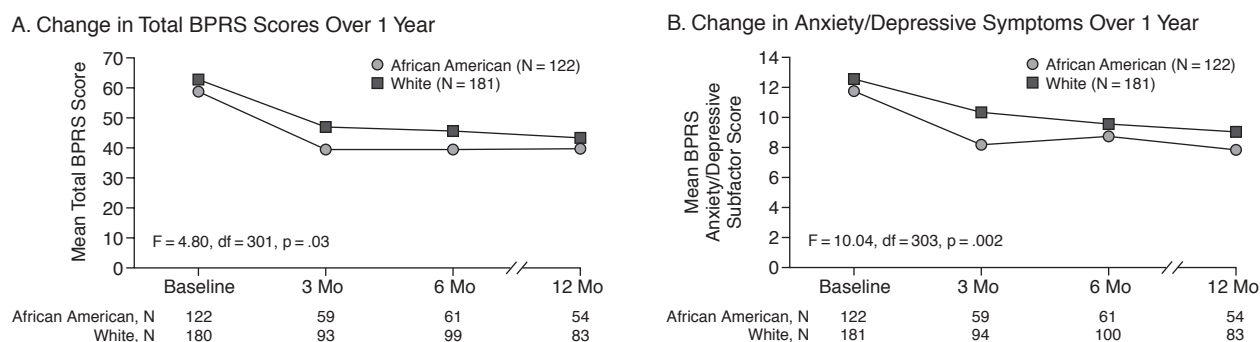 A. Change in Total BPRS Scores Over 1 Year
Mean Total BPRS Score
70
60
50
40
30
20
10
0
African American (N = 122)
White (N = 181)
F = 4.80, df = 301, p = .03
Baseline 3 Mo 6 Mo 12 Mo
African American, N 122 59 61 54
White, N 180 93 99 83
B. Change in Anxiety/Depressive Symptoms Over 1 Year
Mean BPRS
Anxiety/Depressive
Subfactor Score
14
12
10
8
6
4
2
0
African American (N = 122)
White (N = 181)
F = 10.04, df = 303, p = .002
Baseline 3 Mo 6 Mo 12 Mo
African American, N 122 59 61 54
White, N 181 94 100 83